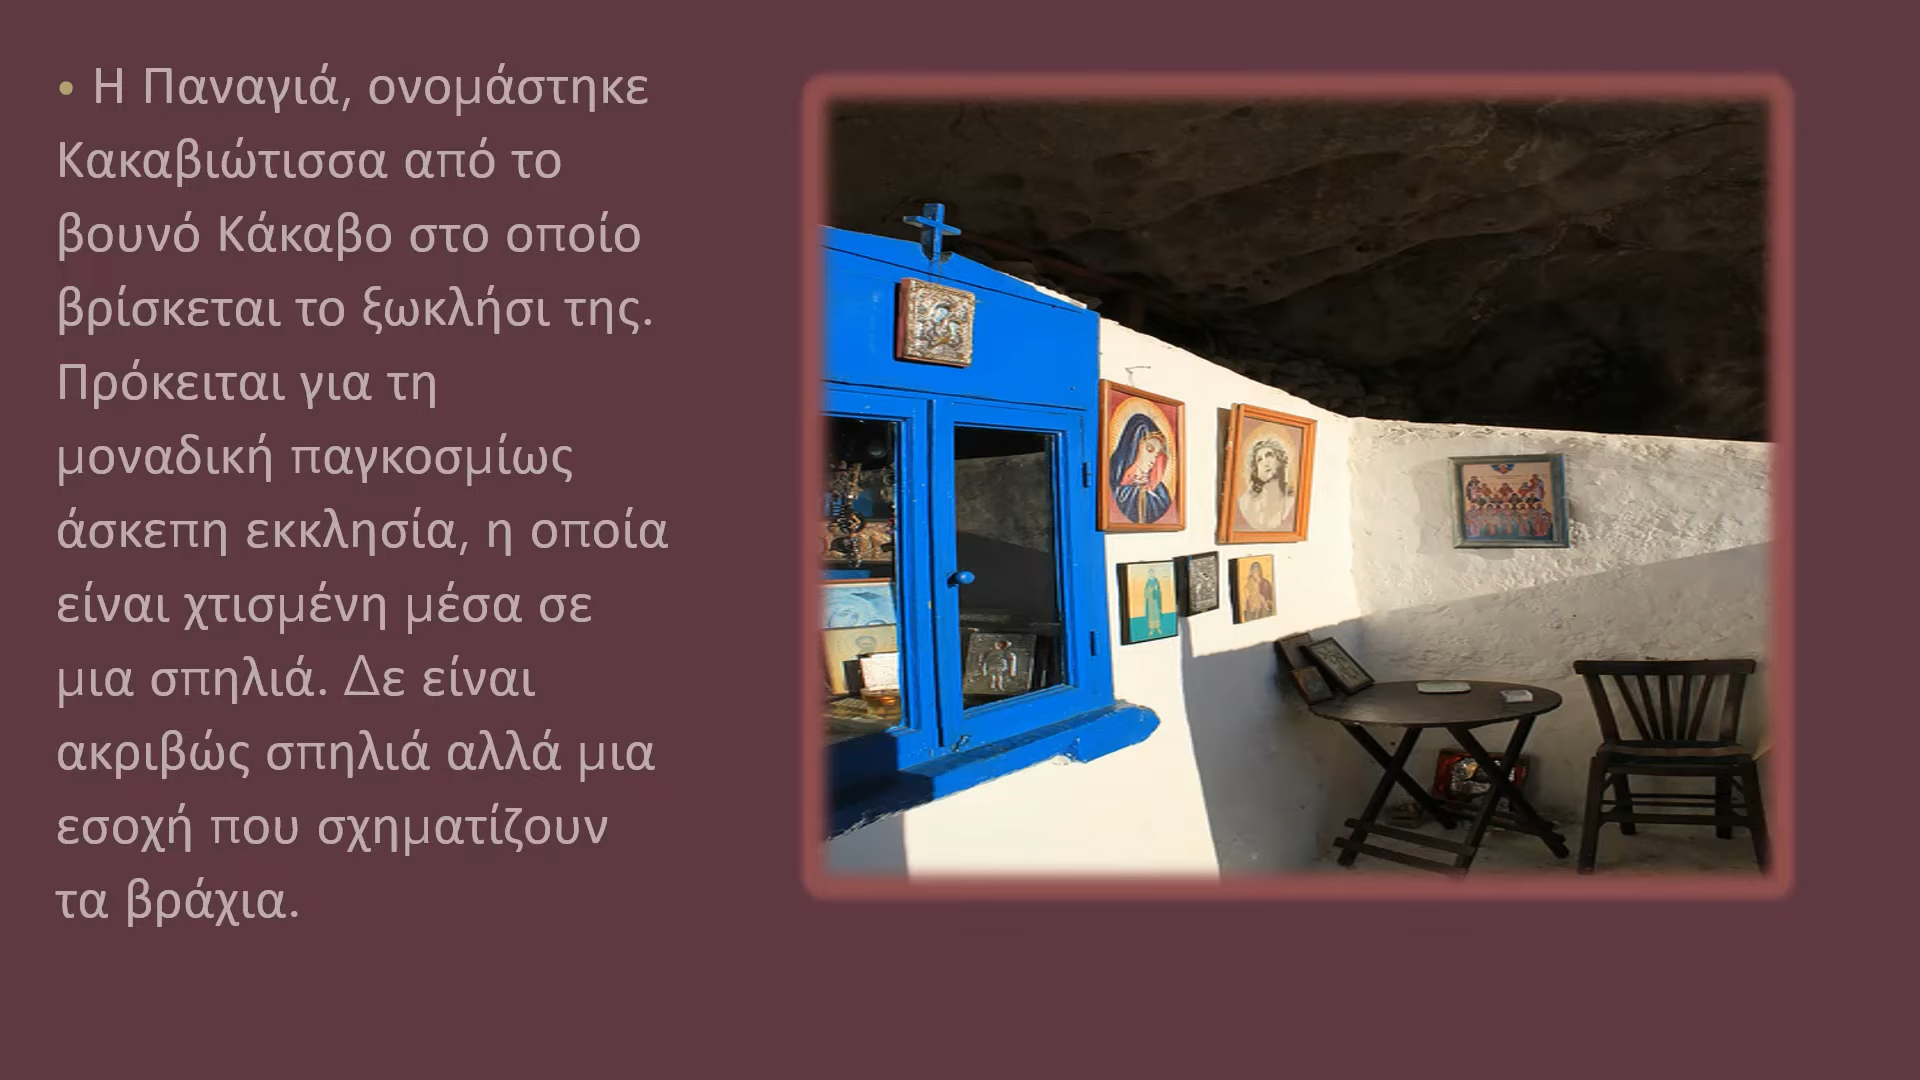 • Η Παναγιά, ονομάστηκε
Κακαβιώτισσα από το
βουνό Κάκαβο στο οποίο
βρίσκεται το ξωκλήσι της.
Πρόκειται για τη
μοναδική παγκοσμίως
άσκεπη εκκλησία, η οποία
είναι χτισμένη μέσα σε
μια σπηλιά. Δε είναι
ακριβώς σπηλιά αλλά μια
εσοχή που σχηματίζουν
τα βράχια.